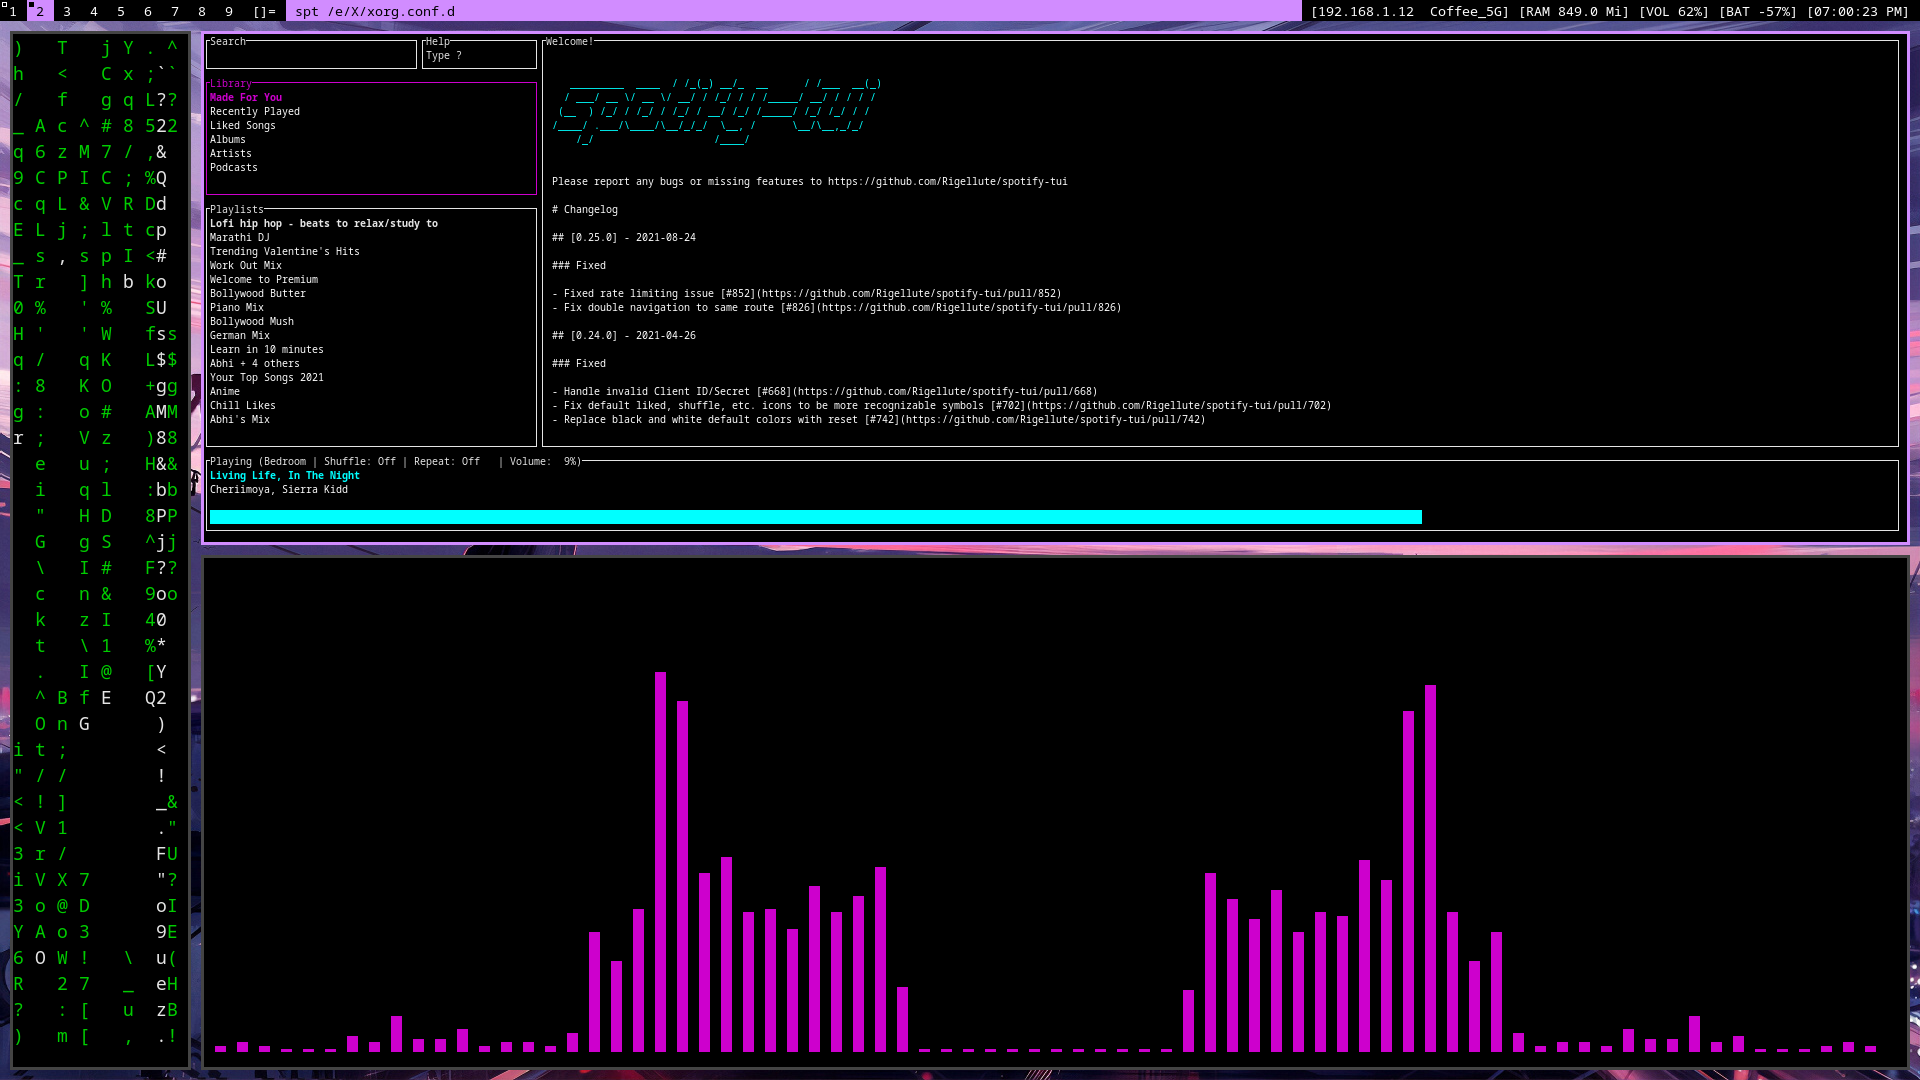 1 2 3 4 5 6 7 8 9 []= spt /e/X/xorg.conf.d [192.168.1.12 Coffee_5G] [RAM 849.0 Mi] [VOL 62%] [BAT -57%] [07:00:23 PM]
Search
Help
Type ?
Library
Made For You
Recently Played
Liked Songs
Albums
Artists
Podcasts
Playlists
Lofi hip hop - beats to relax/study to
Marathi DJ
Trending Valentine's Hits
Work Out Mix
Welcome to Premium
Bollywood Butter
Piano Mix
Bollywood Mush
German Mix
Learn in 10 minutes
Abhi + 4 others
Your Top Songs 2021
Anime
Chill Likes
Abhi's Mix
Welcome!
spotify-tui
Please report any bugs or missing features to https://github.com/Rigellute/spotify-tui
# Changelog
## [0.25.0] - 2021-08-24
### Fixed
- Fixed rate limiting issue [#852](https://github.com/Rigellute/spotify-tui/pull/852)
- Fix double navigation to same route [#826](https://github.com/Rigellute/spotify-tui/pull/826)
## [0.24.0] - 2021-04-26
### Fixed
- Handle invalid Client ID/Secret [#668](https://github.com/Rigellute/spotify-tui/pull/668)
- Fix default liked, shuffle, etc. icons to be more recognizable symbols [#702](https://github.com/Rigellute/spotify-tui/pull/702)
- Replace black and white default colors with reset [#742](https://github.com/Rigellute/spotify-tui/pull/742)
Playing (Bedroom | Shuffle: Off | Repeat: Off | Volume: 9%)
Living Life, In The Night
Cheriimoya, Sierra Kidd